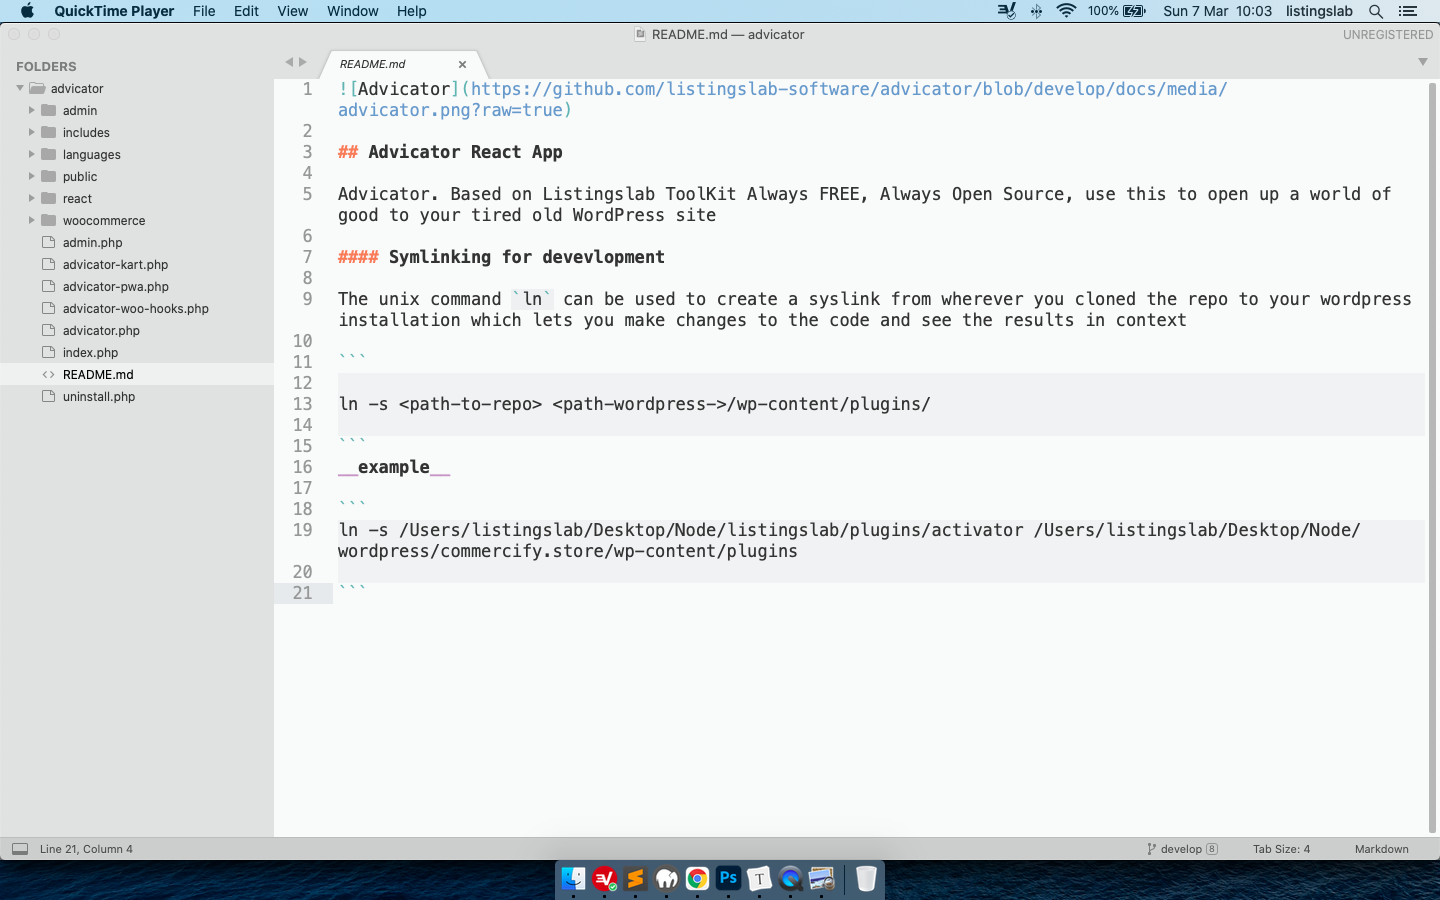 QuickTime Player File Edit View Window Help 100% Sun 7 Mar 10:03 listingslab
README.md — advicator UNREGISTERED
FOLDERS
advicator
admin
includes
languages
public
react
woocommerce
admin.php
advicator-kart.php
advicator-pwa.php
advicator-woo-hooks.php
advicator.php
index.php
README.md
uninstall.php
README.md ×
1 ![Advicator](https://github.com/listingslab-software/advicator/blob/develop/docs/media/
advicator.png?raw=true)
2
3 ## Advicator React App
4
5 Advicator. Based on Listingslab ToolKit Always FREE, Always Open Source, use this to open up a world of
good to your tired old WordPress site
6
7 #### Symlinking for devevlopment
8
9 The unix command `ln` can be used to create a syslink from wherever you cloned the repo to your wordpress
installation which lets you make changes to the code and see the results in context
10
11 ```
12
13 ln -s <path-to-repo> <path-wordpress->/wp-content/plugins/
14
15 ```
16 __example__
17
18 ```
19 ln -s /Users/listingslab/Desktop/Node/listingslab/plugins/activator /Users/listingslab/Desktop/Node/
wordpress/commercify.store/wp-content/plugins
20
21 ```
Line 21, Column 4 develop 8 Tab Size: 4 Markdown
Ps T